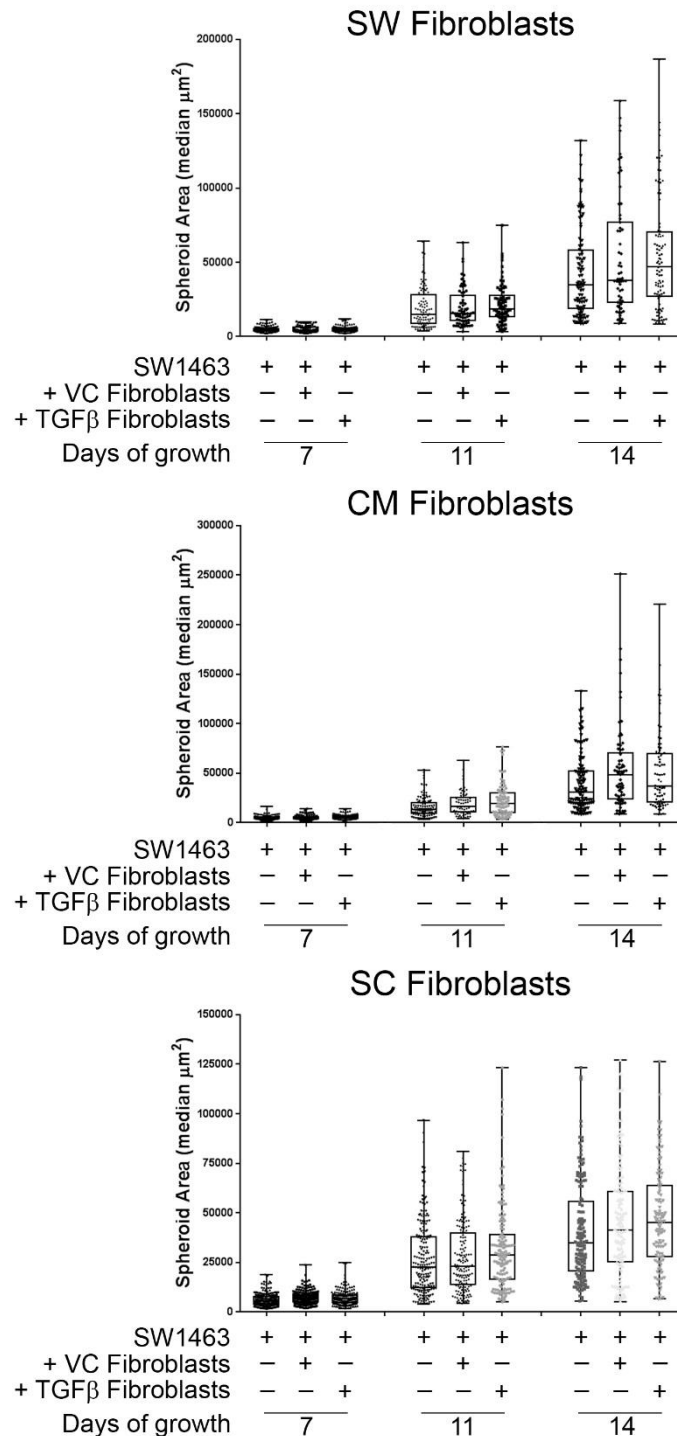 SW Fibroblasts
Spheroid Area (median μm²)
200000
150000
100000
50000
0
SW1463 + + + + + + + + +
+ VC Fibroblasts – + – – + – – + –
+ TGFβ Fibroblasts – – + – – + – – +
Days of growth 7 11 14
CM Fibroblasts
Spheroid Area (median μm²)
300000
250000
200000
150000
100000
50000
0
SW1463 + + + + + + + + +
+ VC Fibroblasts – + – – + – – + –
+ TGFβ Fibroblasts – – + – – + – – +
Days of growth 7 11 14
SC Fibroblasts
Spheroid Area (median μm²)
150000
125000
100000
75000
50000
25000
0
SW1463 + + + + + + + + +
+ VC Fibroblasts – + – – + – – + –
+ TGFβ Fibroblasts – – + – – + – – +
Days of growth 7 11 14